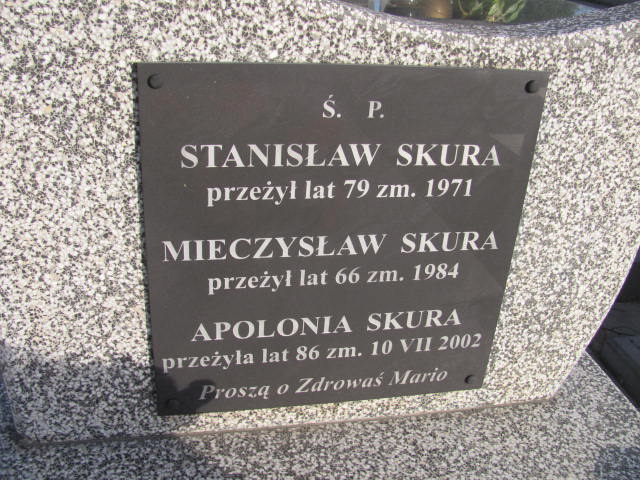 Ś. P.
STANISŁAW SKURA
przeżył lat 79 zm. 1971
MIECZYSŁAW SKURA
przeżył lat 66 zm. 1984
APOLONIA SKURA
przeżyła lat 86 zm. 10 VII 2002
Proszą o Zdrowaś Mario